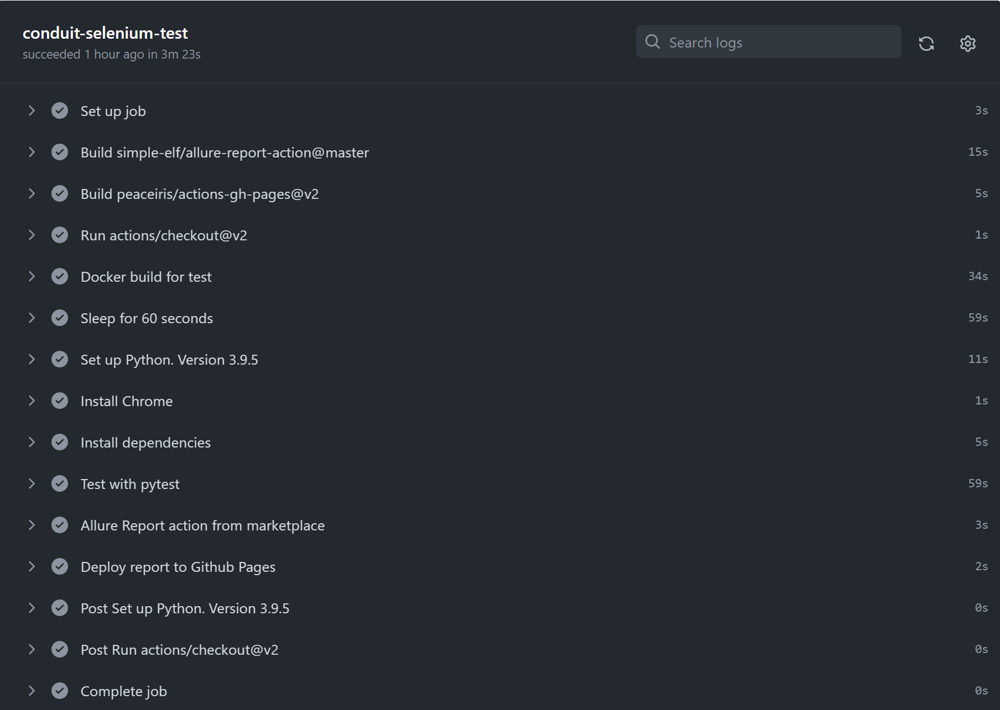 conduit-selenium-test
succeeded 1 hour ago in 3m 23s
Search logs
Set up job 3s
Build simple-elf/allure-report-action@master 15s
Build peaceiris/actions-gh-pages@v2 5s
Run actions/checkout@v2 1s
Docker build for test 34s
Sleep for 60 seconds 59s
Set up Python. Version 3.9.5 11s
Install Chrome 1s
Install dependencies 5s
Test with pytest 59s
Allure Report action from marketplace 3s
Deploy report to Github Pages 2s
Post Set up Python. Version 3.9.5 0s
Post Run actions/checkout@v2 0s
Complete job 0s